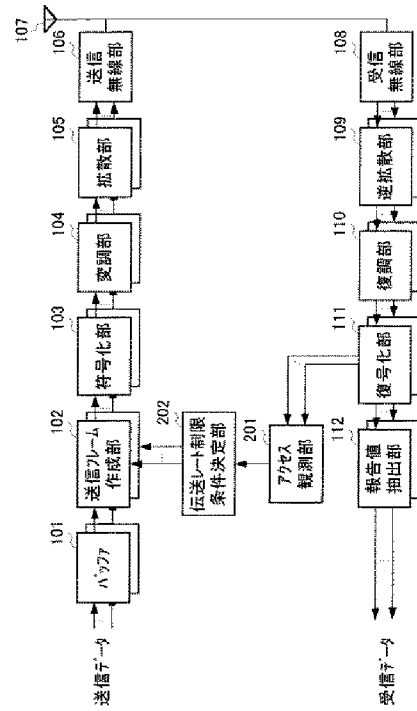 送信データ
101
バッファ
102
送信フレーム
作成部
103
符号化部
104
変調部
105
拡散部
106
送信
無線部
107
202
伝送レート制限
条件決定部
201
アクセス
観測部
108
受信
無線部
109
逆拡散部
110
復調部
111
復号化部
112
報告値
抽出部
受信データ